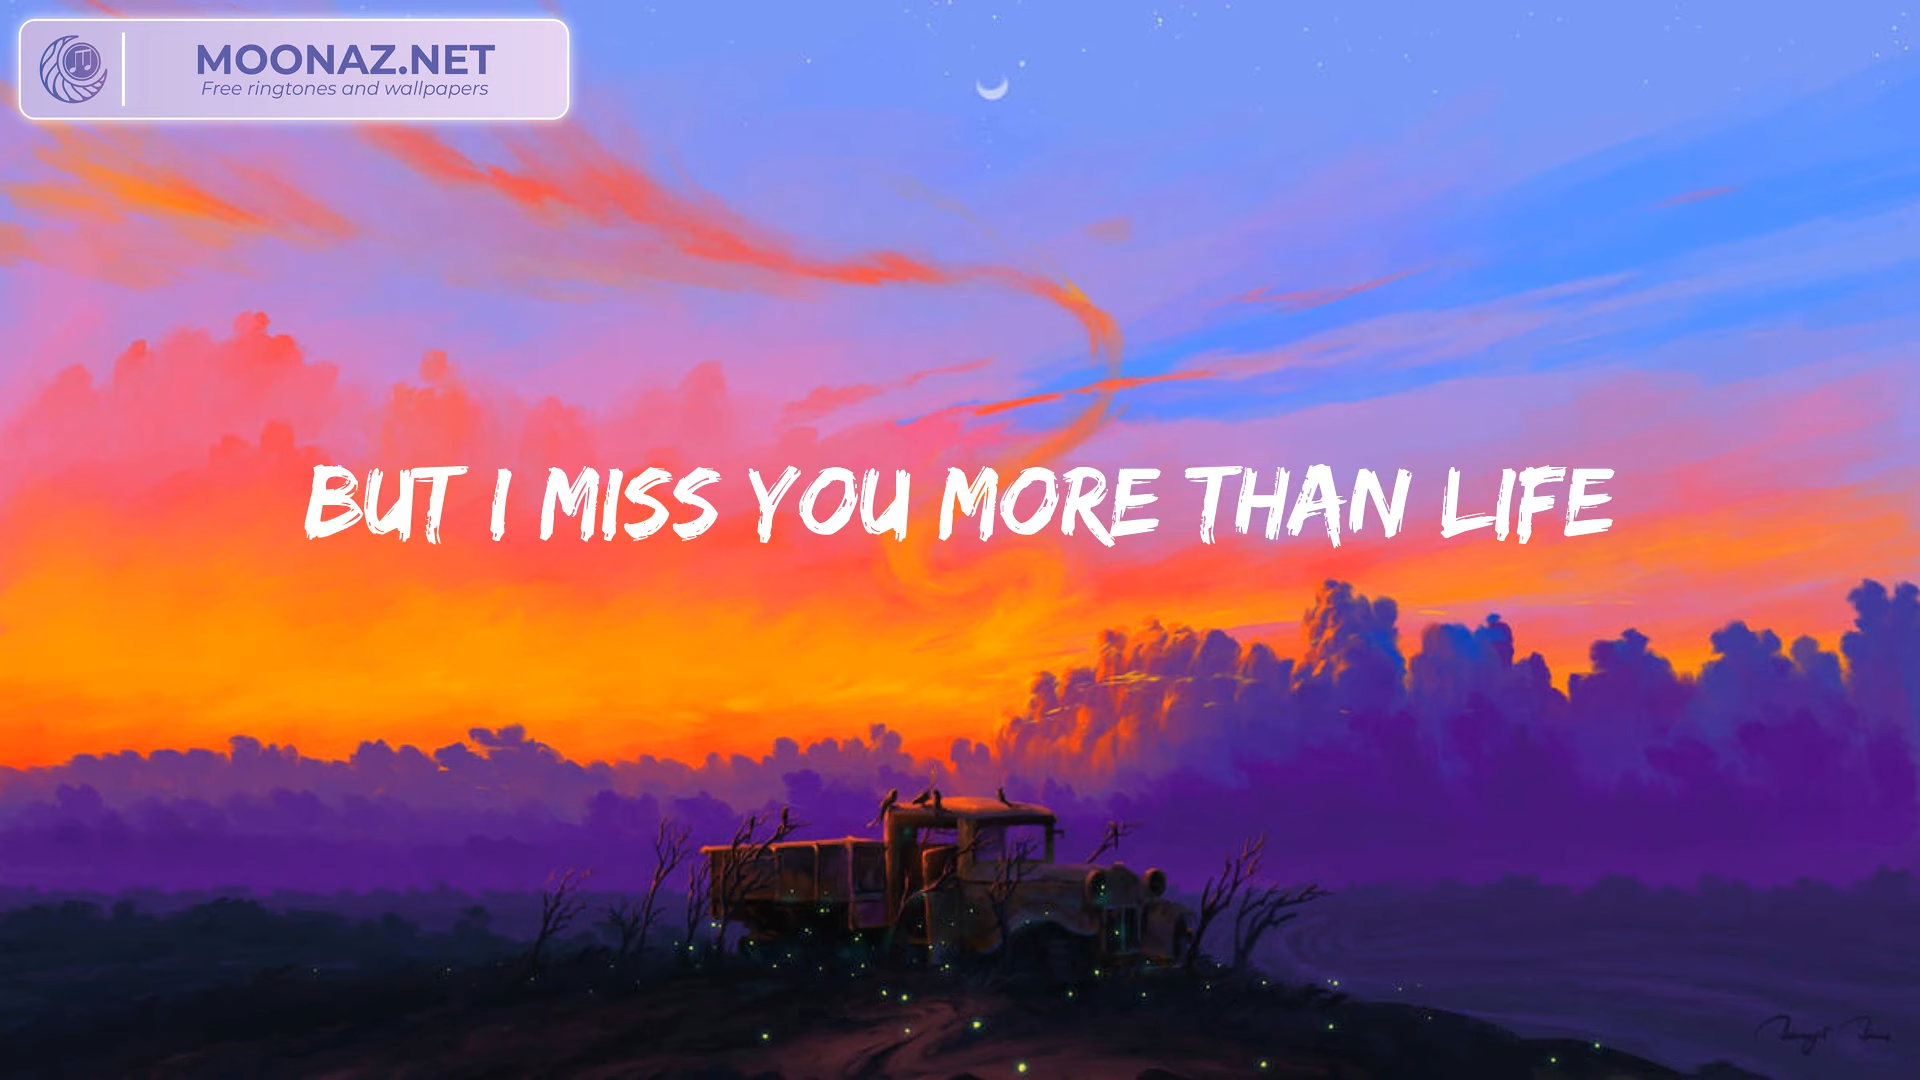 MOONAZ.NET
Free ringtones and wallpapers
BUT I MISS YOU MORE THAN LIFE